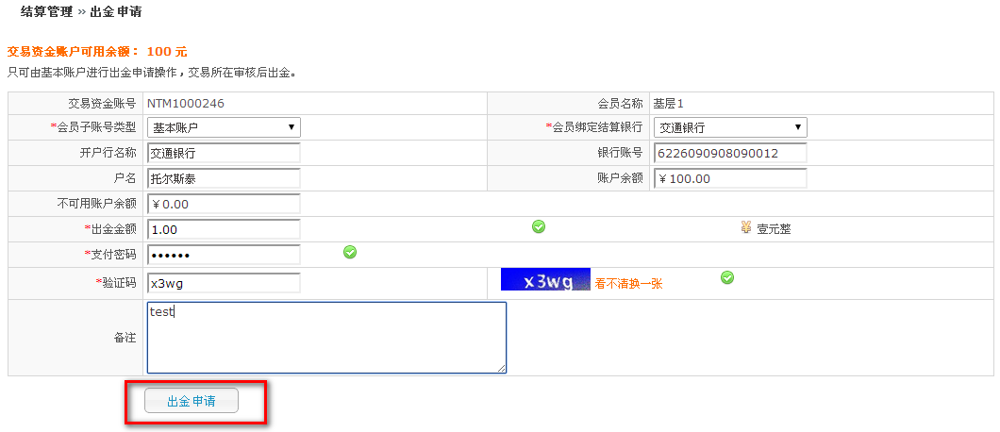 结算管理 » 出金申请
交易资金账户可用余额： 100 元
只可由基本账户进行出金申请操作，交易所在审核后出金。
交易资金账号 NTM1000246 会员名称 基层1
*会员子账号类型 基本账户 *会员绑定结算银行 交通银行
开户行名称 交通银行 银行账号 6226090908090012
户名 托尔斯泰 账户余额 ￥100.00
不可用账户余额 ￥0.00
*出金金额 1.00 壹元整
*支付密码 ••••••
*验证码 x3wg x3wg 看不清换一张
备注 test
出金申请